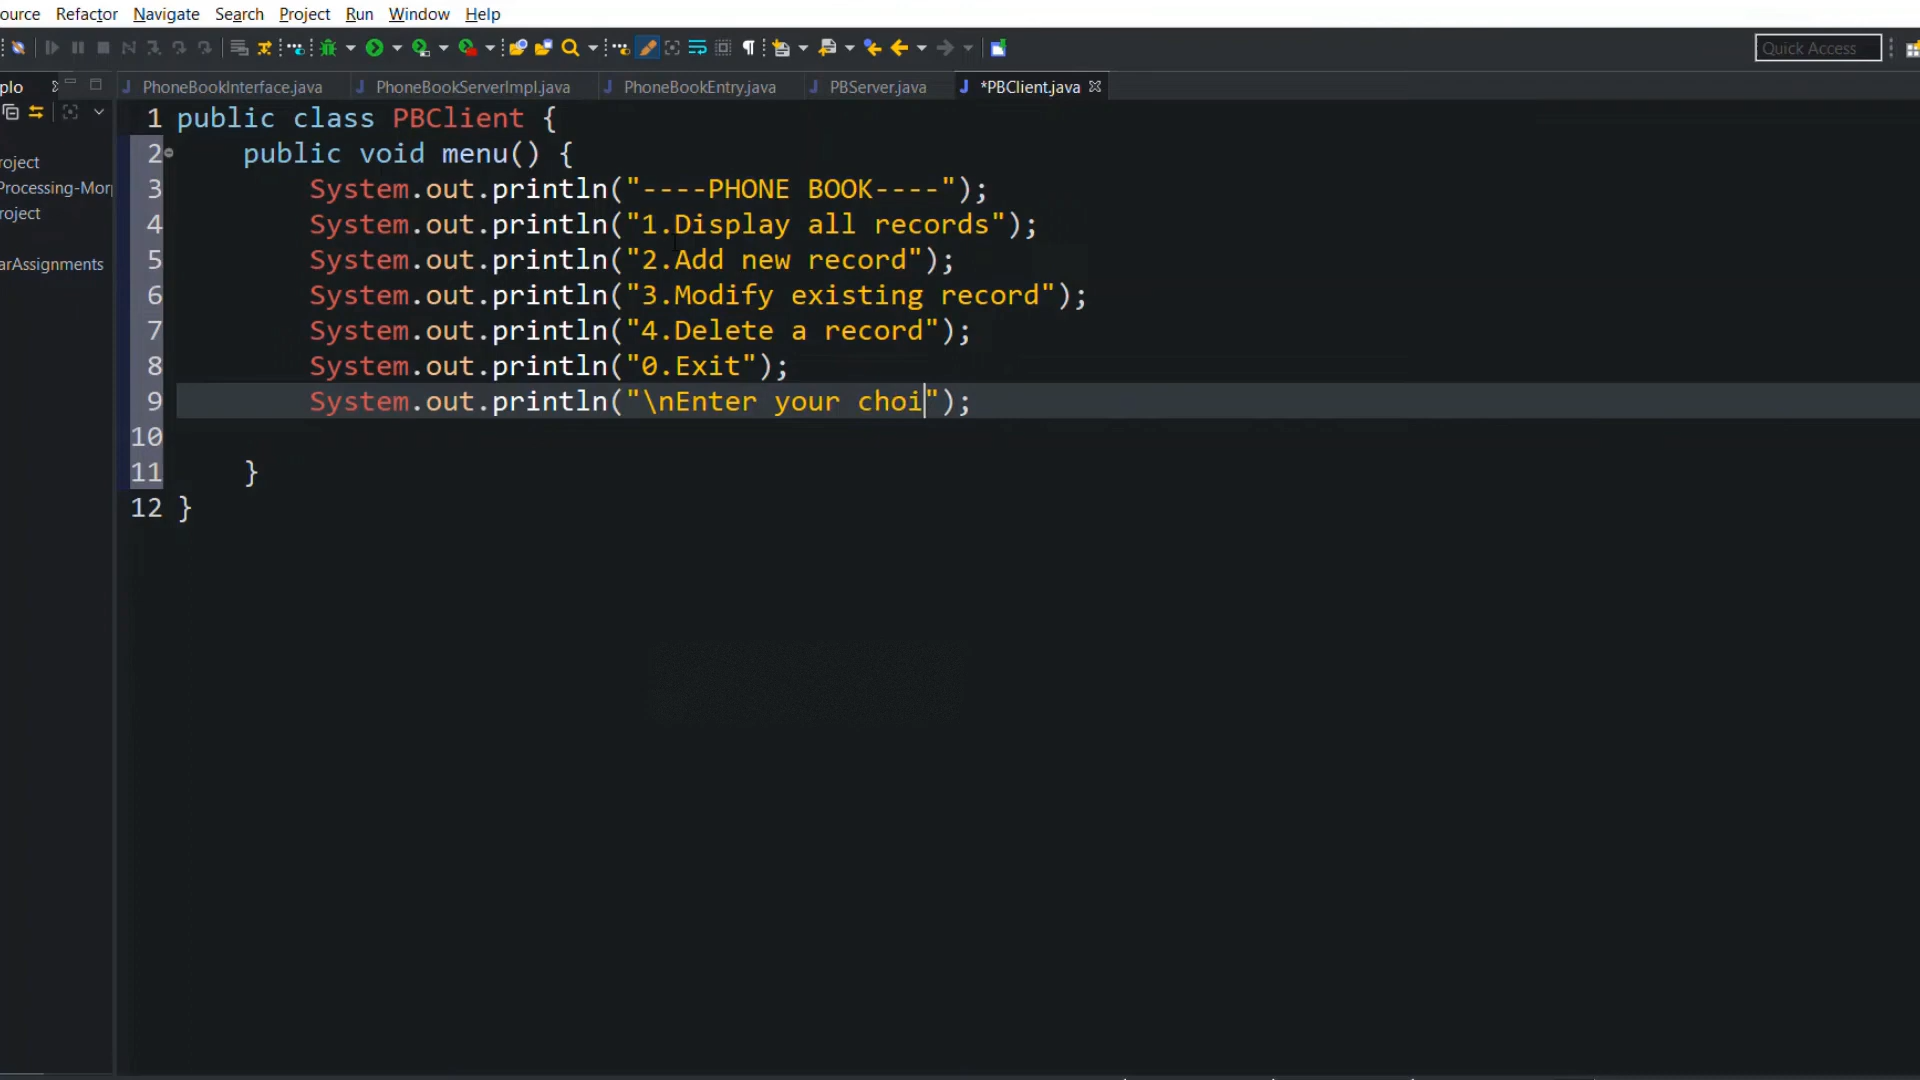 ource Refactor Navigate Search Project Run Window Help
Quick Access
plo PhoneBookInterface.java PhoneBookServerImpl.java PhoneBookEntry.java PBServer.java *PBClient.java
roject
Processing-Morp
roject
arAssignments
1 public class PBClient {
2 public void menu() {
3 System.out.println("----PHONE BOOK----");
4 System.out.println("1.Display all records");
5 System.out.println("2.Add new record");
6 System.out.println("3.Modify existing record");
7 System.out.println("4.Delete a record");
8 System.out.println("0.Exit");
9 System.out.println("\nEnter your choi");
10
11 }
12 }